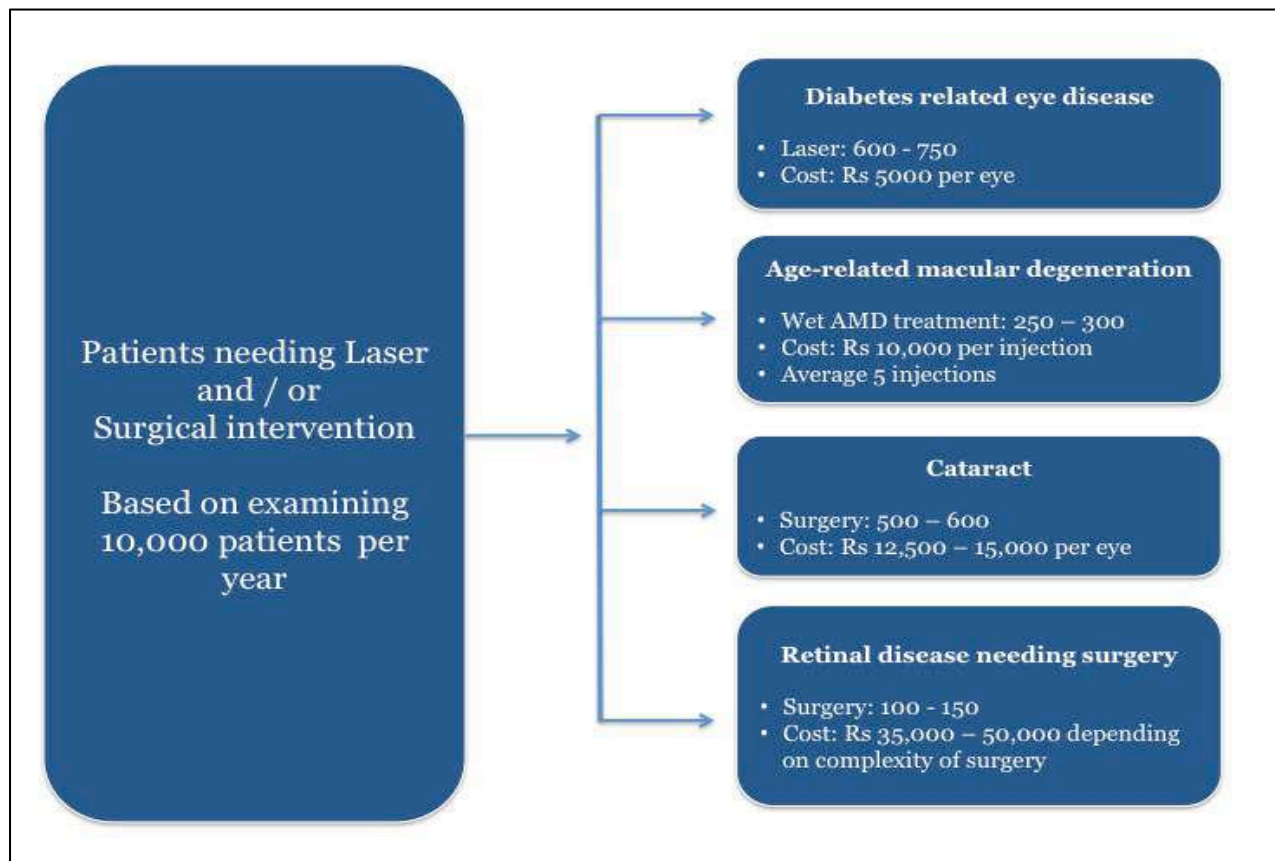 Patients needing Laser
and / or
Surgical intervention
Based on examining
10,000 patients per
year
Diabetes related eye disease
• Laser: 600 - 750
• Cost: Rs 5000 per eye
Age-related macular degeneration
• Wet AMD treatment: 250 – 300
• Cost: Rs 10,000 per injection
• Average 5 injections
Cataract
• Surgery: 500 – 600
• Cost: Rs 12,500 – 15,000 per eye
Retinal disease needing surgery
• Surgery: 100 - 150
• Cost: Rs 35,000 – 50,000 depending
on complexity of surgery